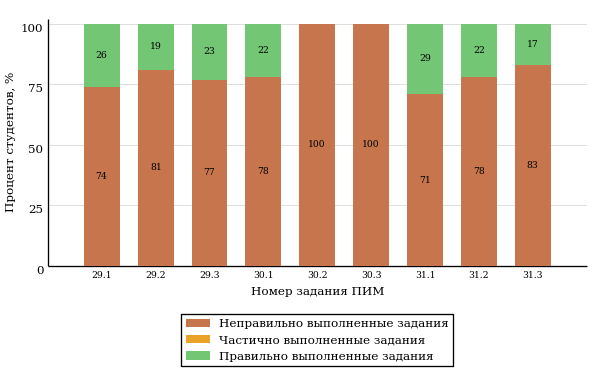 100
75
50
25
0
Процент студентов, %
26 19 23 22 29 22 17
74 81 77 78 100 100 71 78 83
29.1 29.2 29.3 30.1 30.2 30.3 31.1 31.2 31.3
Номер задания ПИМ
Неправильно выполненные задания
Частично выполненные задания
Правильно выполненные задания